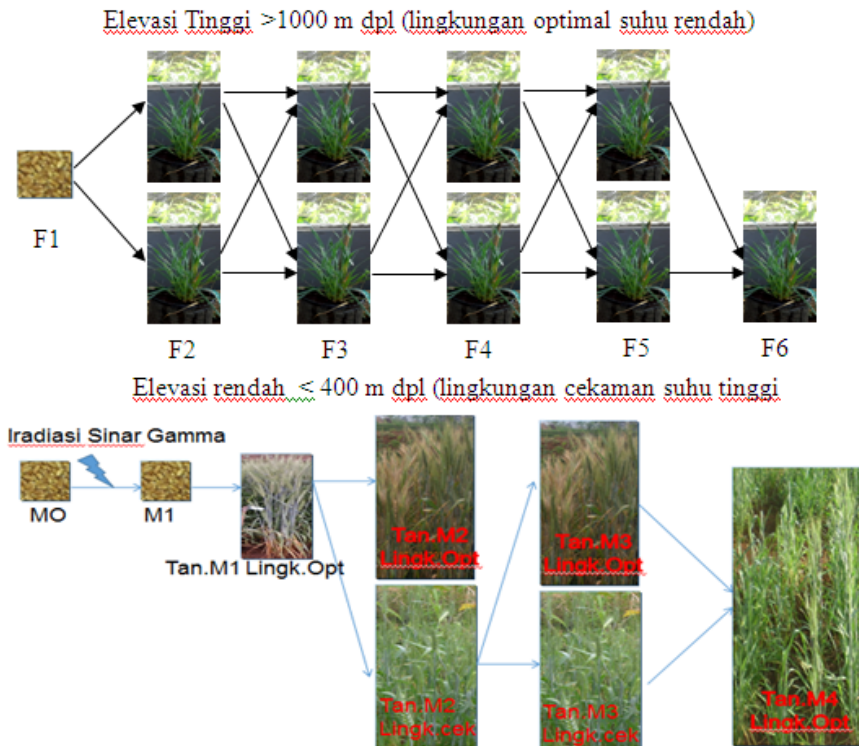 Elevasi Tinggi >1000 m dpl (lingkungan optimal suhu rendah)
F1
F2
F3
F4
F5
F6
Elevasi rendah < 400 m dpl (lingkungan cekaman suhu tinggi
Iradiasi Sinar Gamma
MO
M1
Tan.M1 Lingk.Opt
Tan.M2
Lingk.Opt
Tan.M3
Lingk.Opt
Tan.M2
Lingk.cek
Tan.M3
Lingk.cek
Tan.M4
Lingk.Opt